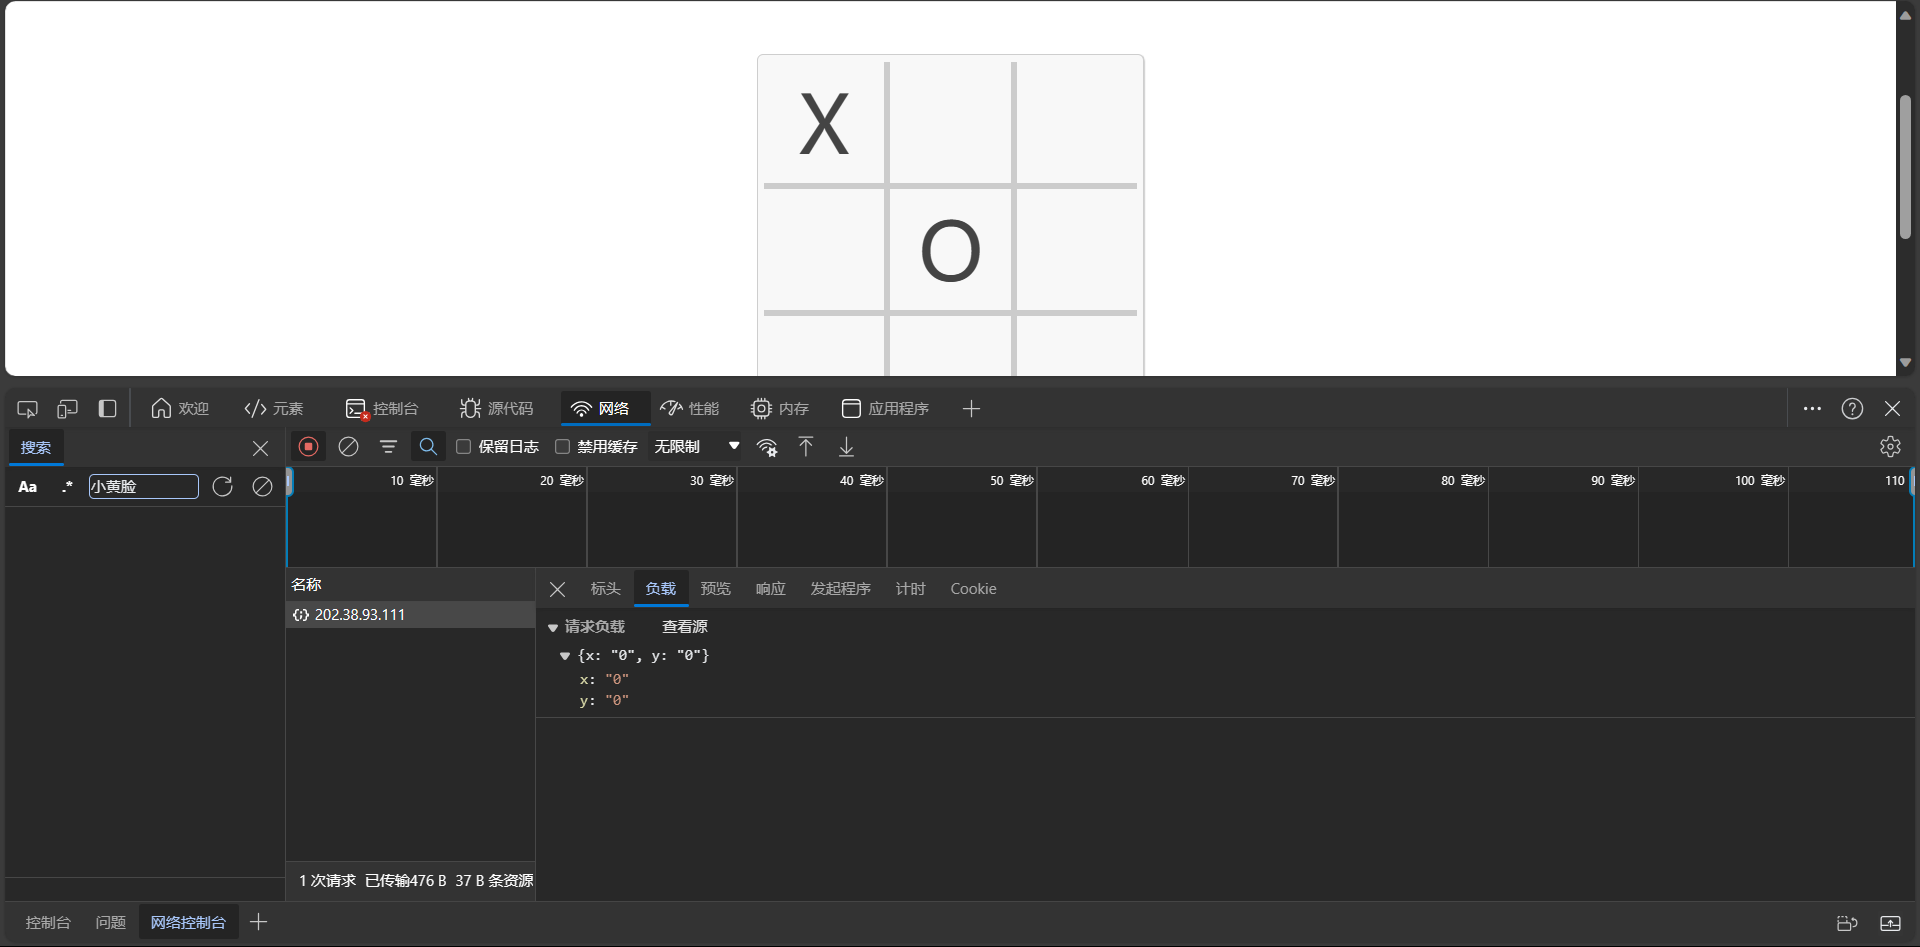 X
O
欢迎 元素 控制台 源代码 网络 性能 内存 应用程序
搜索
保留日志 禁用缓存 无限制
Aa .* 小黄脸
10 毫秒 20 毫秒 30 毫秒 40 毫秒 50 毫秒 60 毫秒 70 毫秒 80 毫秒 90 毫秒 100 毫秒 110
名称
202.38.93.111
标头 负载 预览 响应 发起程序 计时 Cookie
请求负载 查看源
{x: "0", y: "0"}
x: "0"
y: "0"
1 次请求 已传输476 B 37 B 条资源
控制台 问题 网络控制台